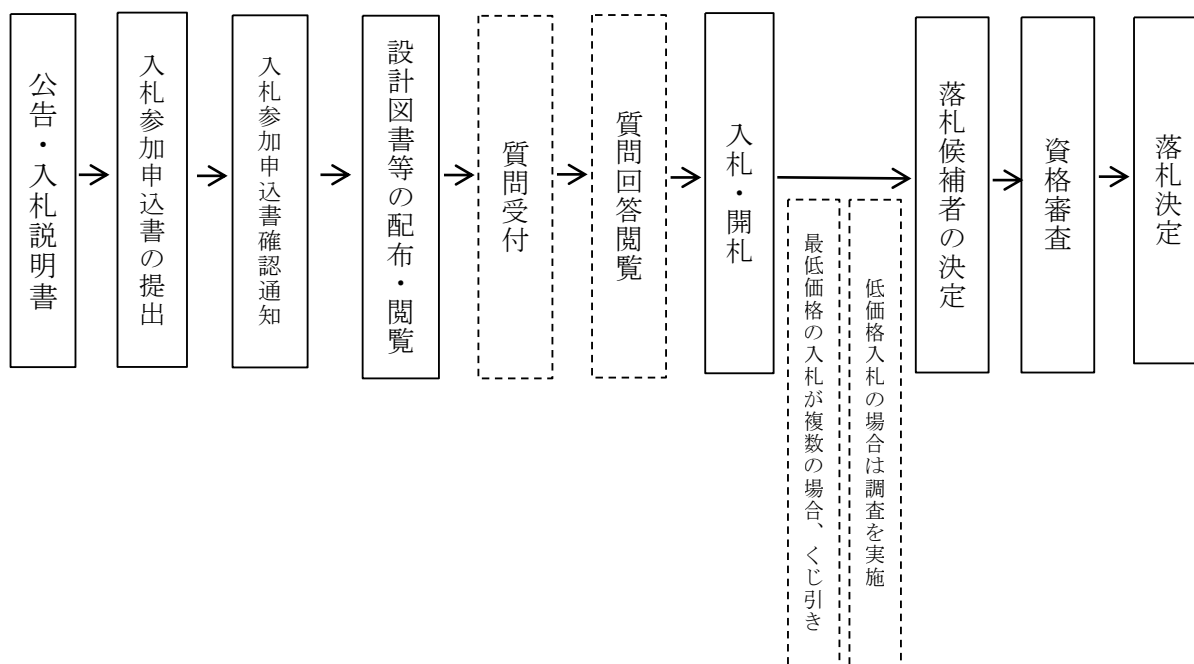 公告・入札説明書
入札参加申込書の提出
入札参加申込書確認通知
設計図書等の配布・閲覧
質問受付
質問回答閲覧
入札・開札
最低価格の入札が複数の場合、くじ引き
低価格入札の場合は調査を実施
落札候補者の決定
資格審査
落札決定